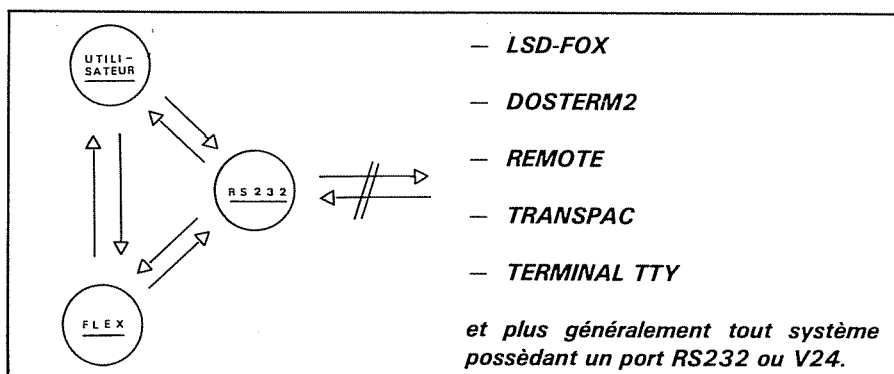 UTILI-
SATEUR
RS232
FLEX
— LSD-FOX
— DOSTERM2
— REMOTE
— TRANSPAC
— TERMINAL TTY
et plus généralement tout système
possèdant un port RS232 ou V24.